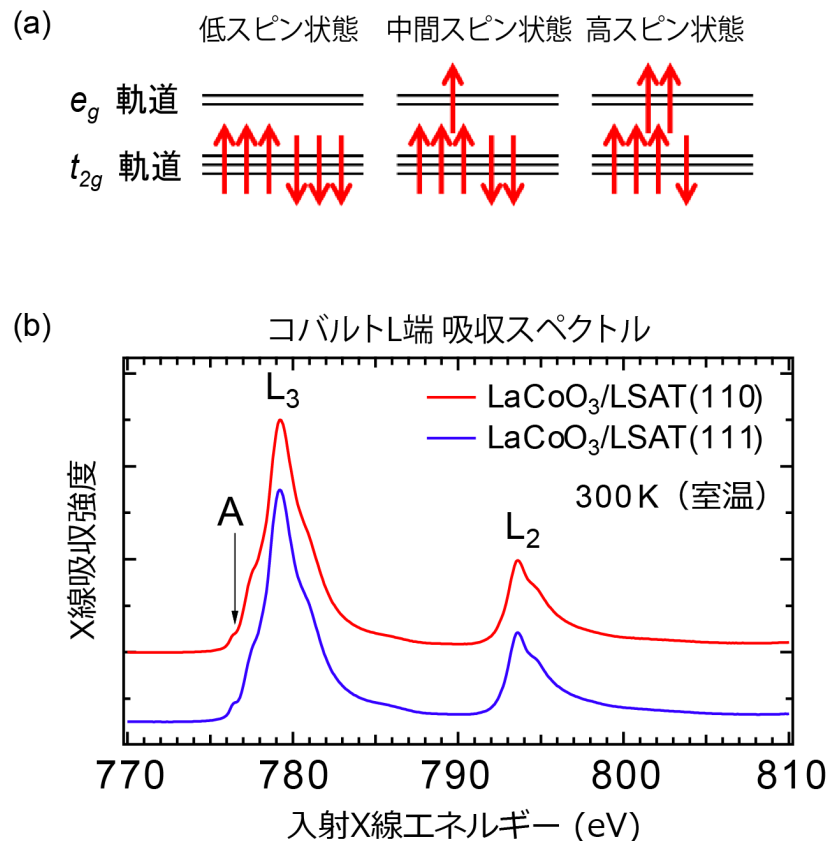 (a)
低スピン状態 中間スピン状態 高スピン状態
eg 軌道
t2g 軌道
(b)
コバルトL端 吸収スペクトル
L3
LaCoO3/LSAT(110)
LaCoO3/LSAT(111)
A
300K（室温）
L2
X線吸収強度
770 780 790 800 810
入射X線エネルギー (eV)